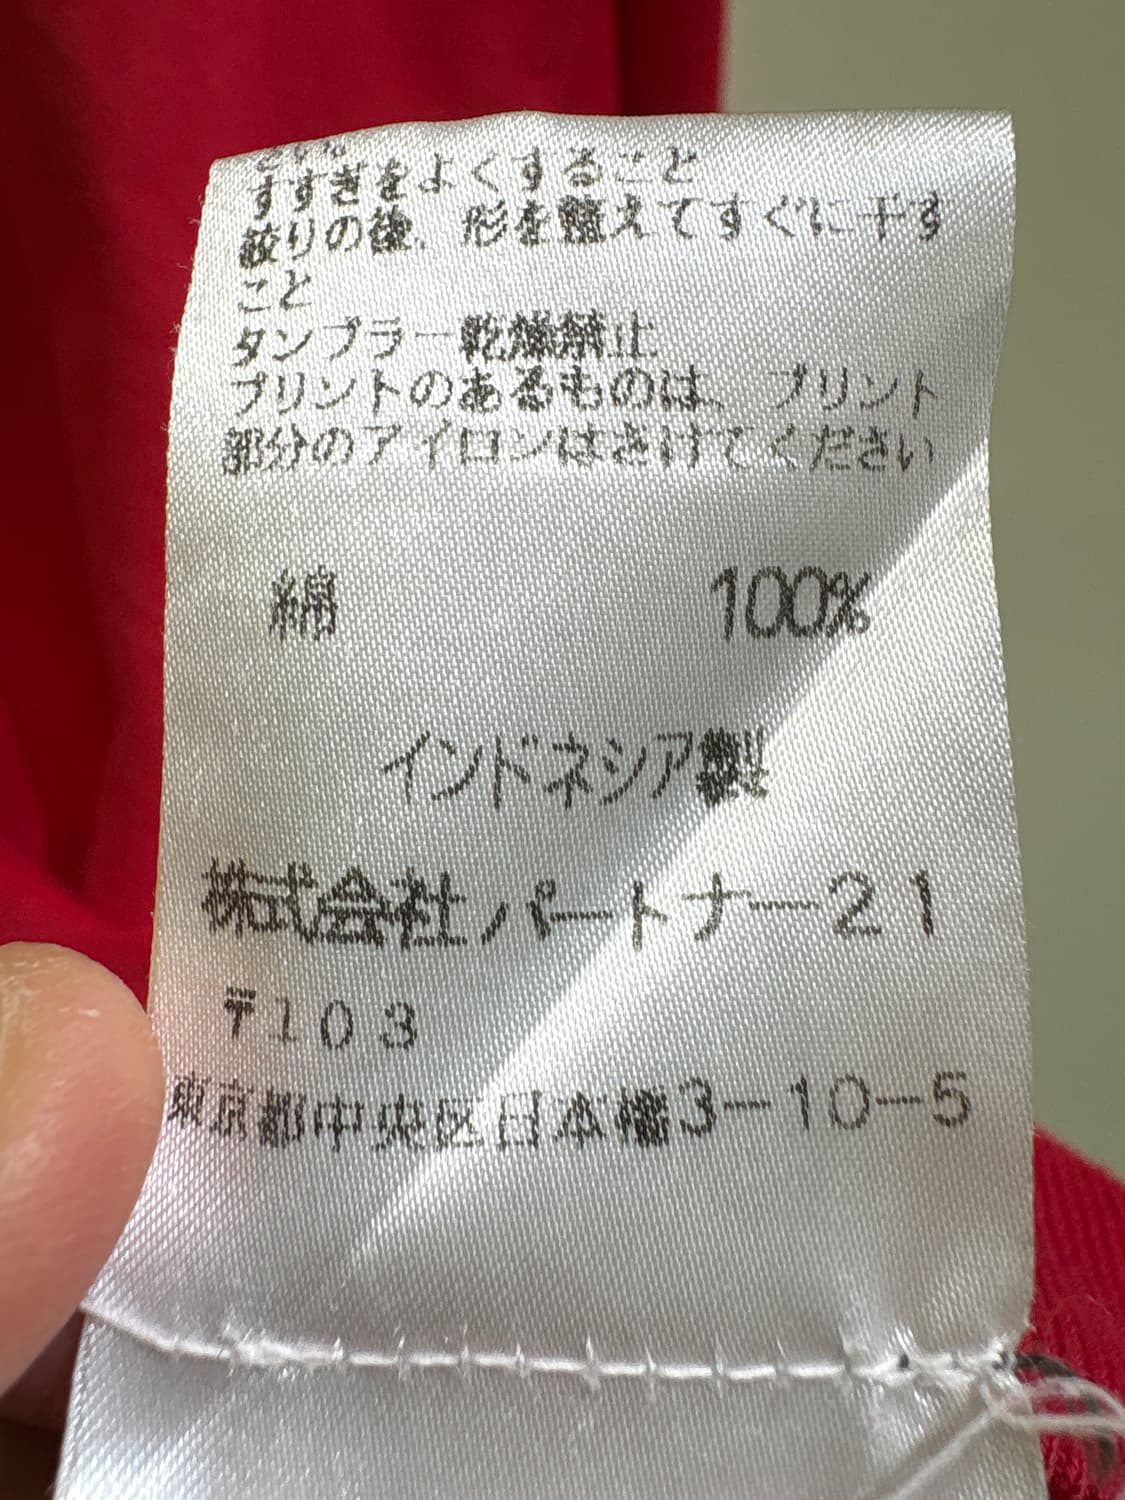 すすぎをよくすること
絞りの後、形を整えてすぐに干す
こと
タンブラー乾燥禁止
プリントのあるものは、プリント
部分のアイロンはさけてください
綿 100%
インドネシア製
株式会社パートナー21
〒103
東京都中央区日本橋3-10-5